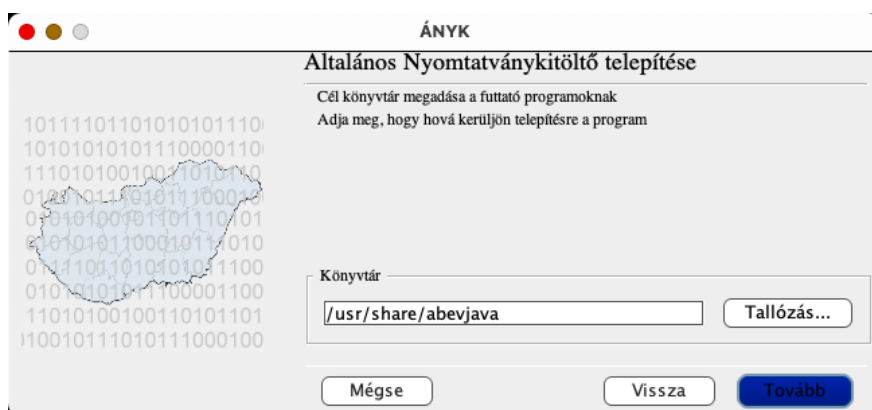 ÁNYK
Általános Nyomtatványkitöltő telepítése
Cél könyvtár megadása a futtató programoknak
Adja meg, hogy hová kerüljön telepítésre a program
Könyvtár
/usr/share/abevjava
Tallózás...
Mégse
Vissza
Tovább